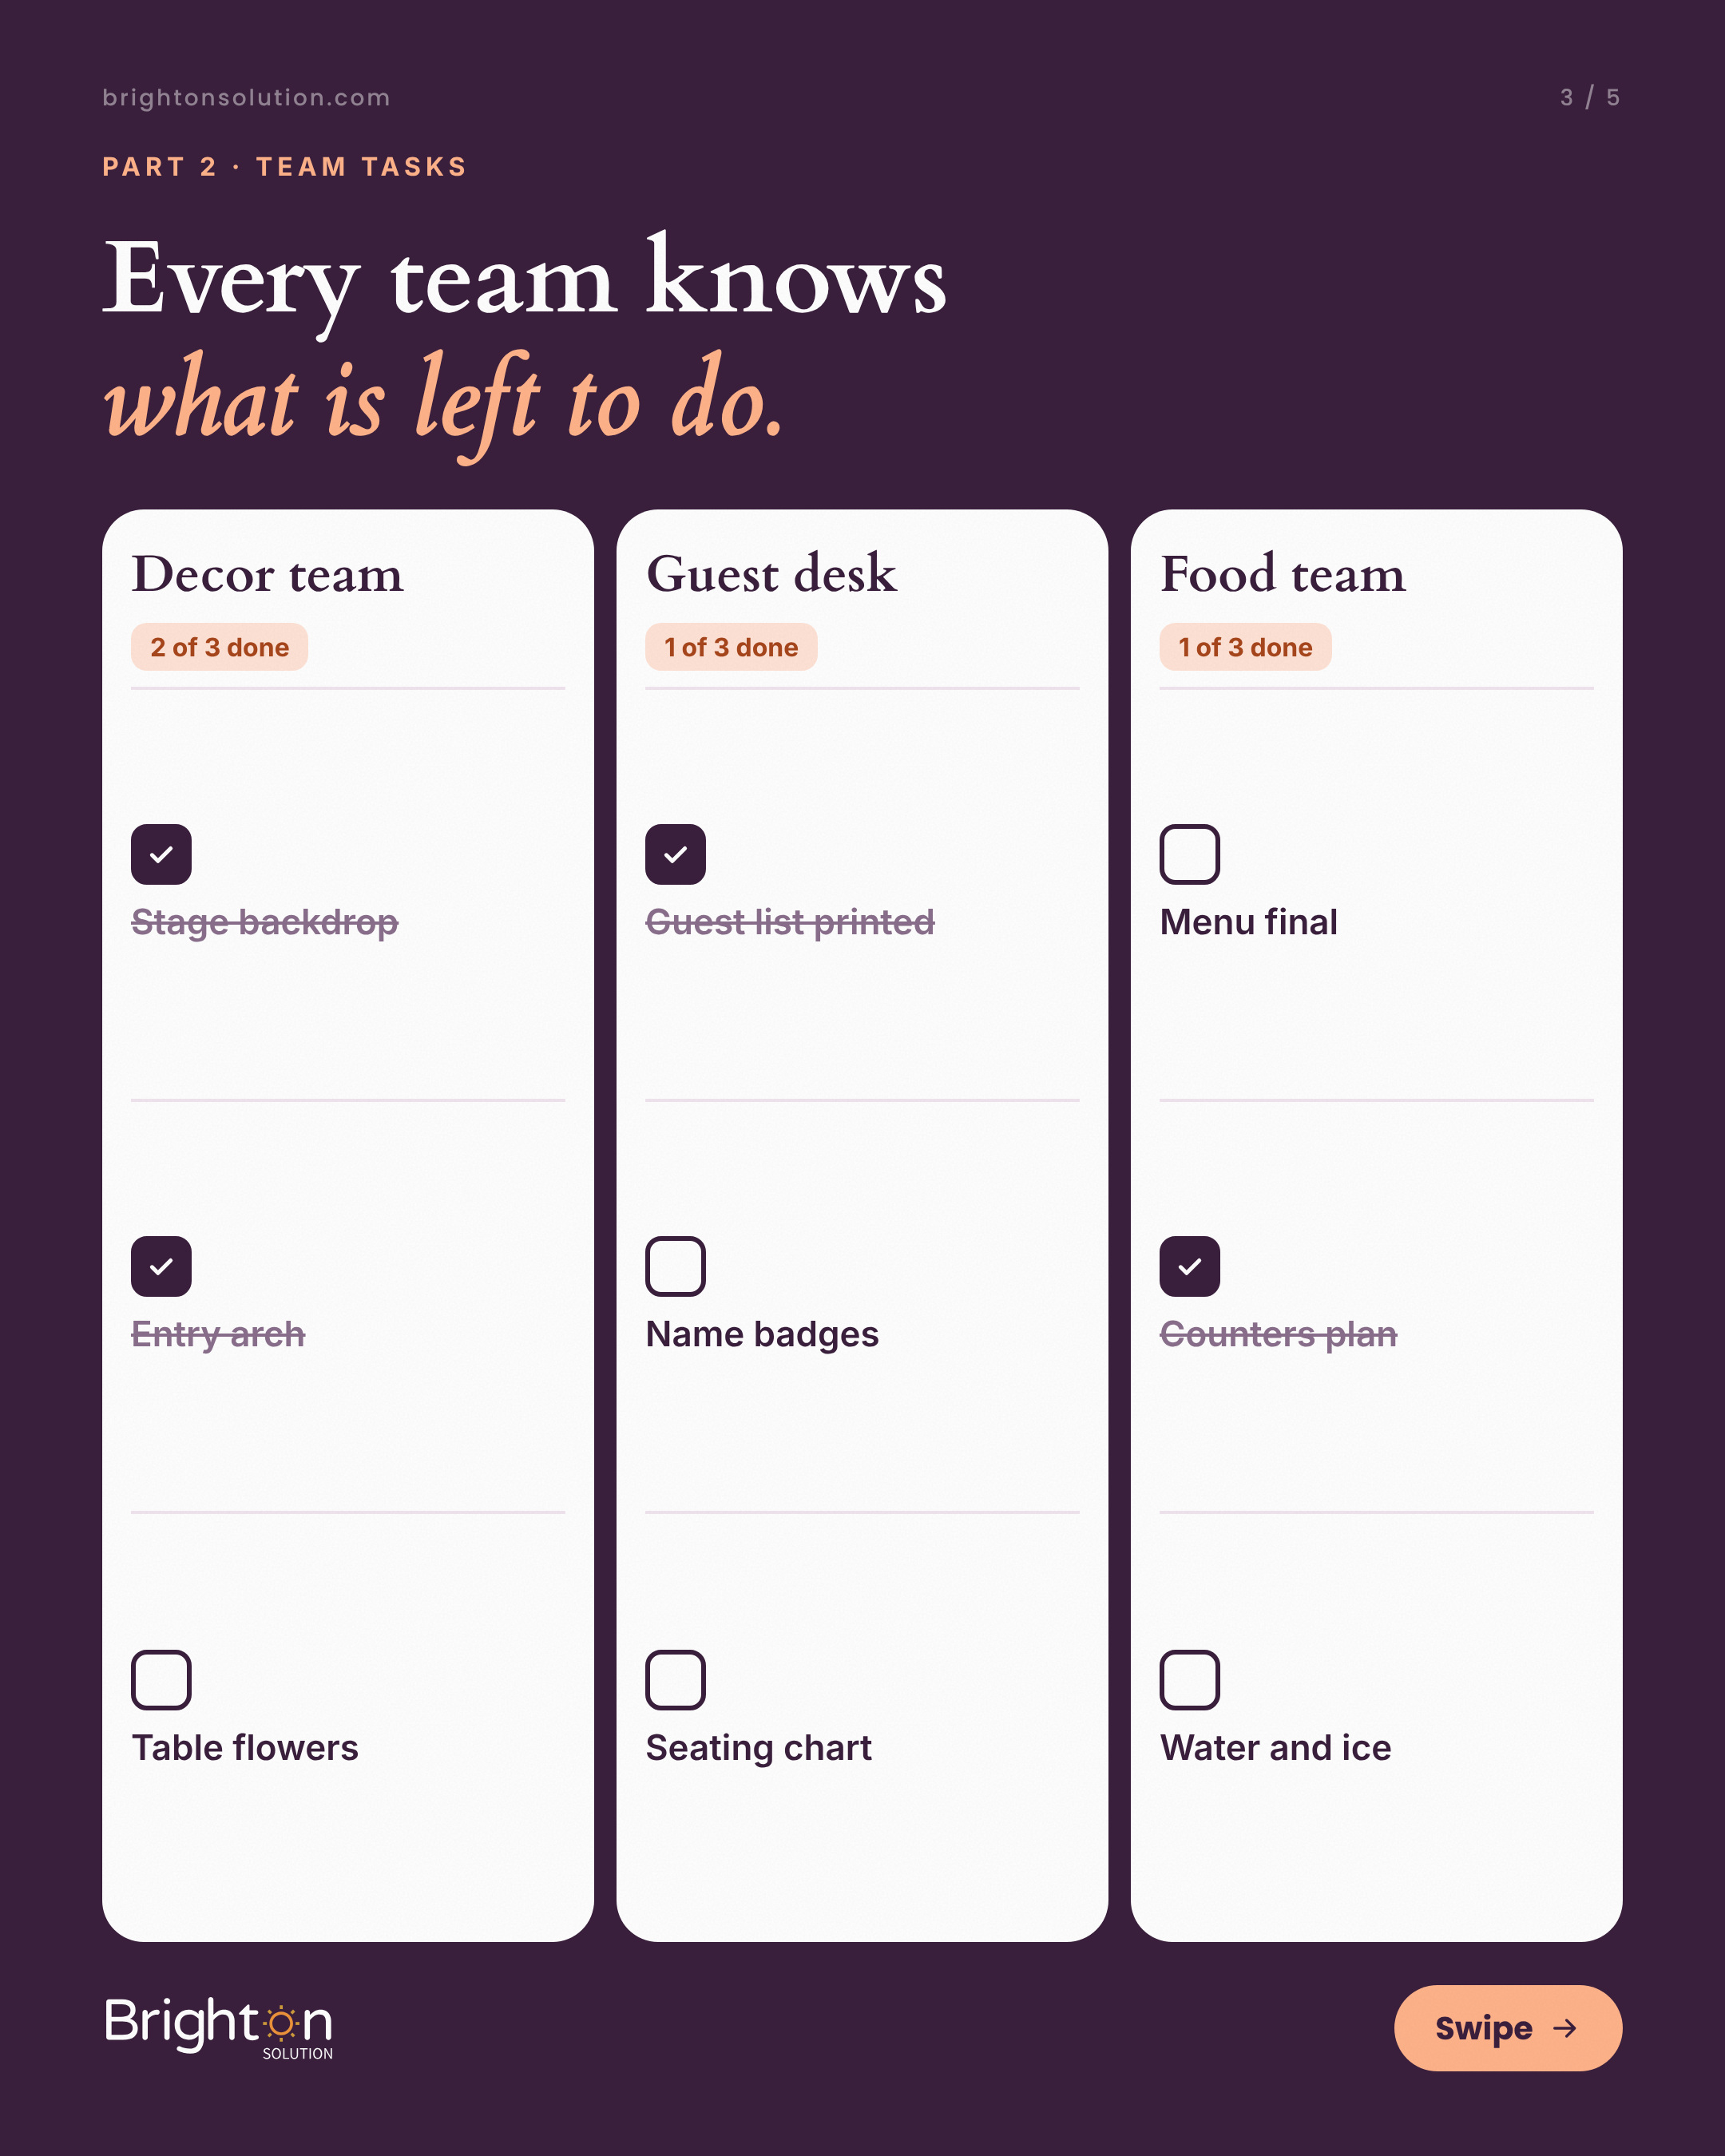 brightonsolution.com
3 / 5
PART 2 · TEAM TASKS
Every team knows
what is left to do.
Decor team
2 of 3 done
Stage backdrop
Entry arch
Table flowers
Guest desk
1 of 3 done
Guest list printed
Name badges
Seating chart
Food team
1 of 3 done
Menu final
Counters plan
Water and ice
Brighton
SOLUTION
Swipe →